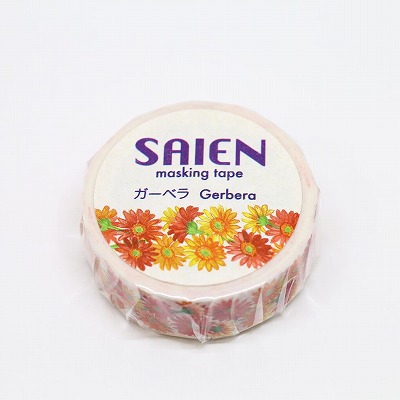 SAIEN
masking tape
ガーベラ Gerbera